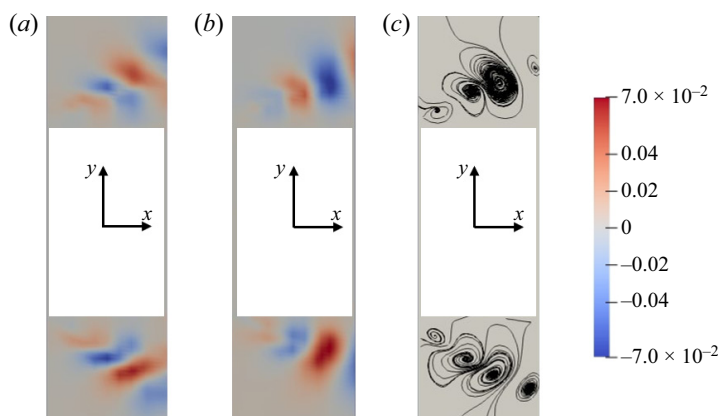 (a)
(b)
(c)
y
x
y
x
y
x
7.0 × 10⁻²
0.04
0.02
0
–0.02
–0.04
–7.0 × 10⁻²